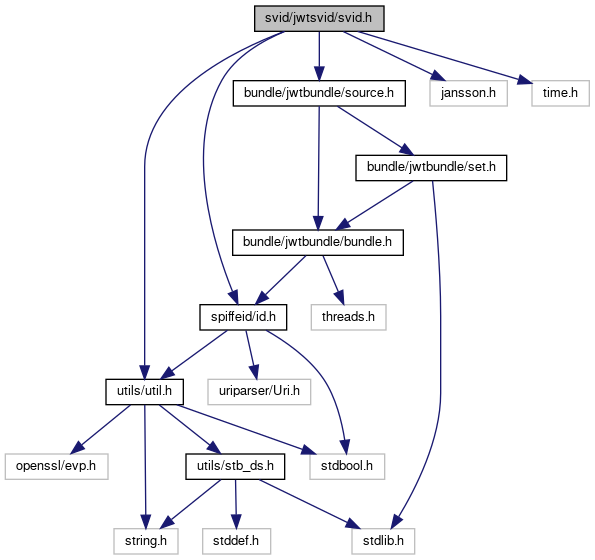 svid/jwtsvid/svid.h
bundle/jwtbundle/source.h
jansson.h
time.h
bundle/jwtbundle/set.h
bundle/jwtbundle/bundle.h
spiffeid/id.h
threads.h
utils/util.h
uriparser/Uri.h
openssl/evp.h
utils/stb_ds.h
stdbool.h
string.h
stddef.h
stdlib.h